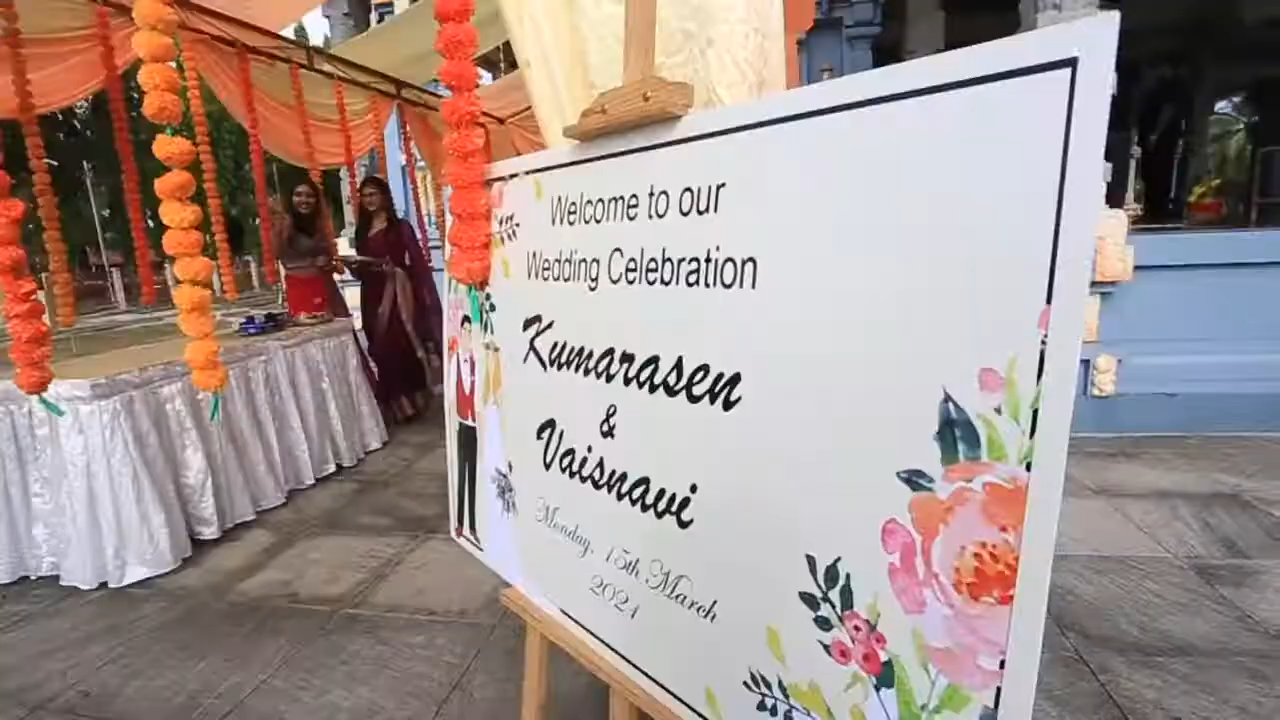 Welcome to our
Wedding Celebration
Kumarasen
&
Vaisnavi
Monday, 15th March
2021